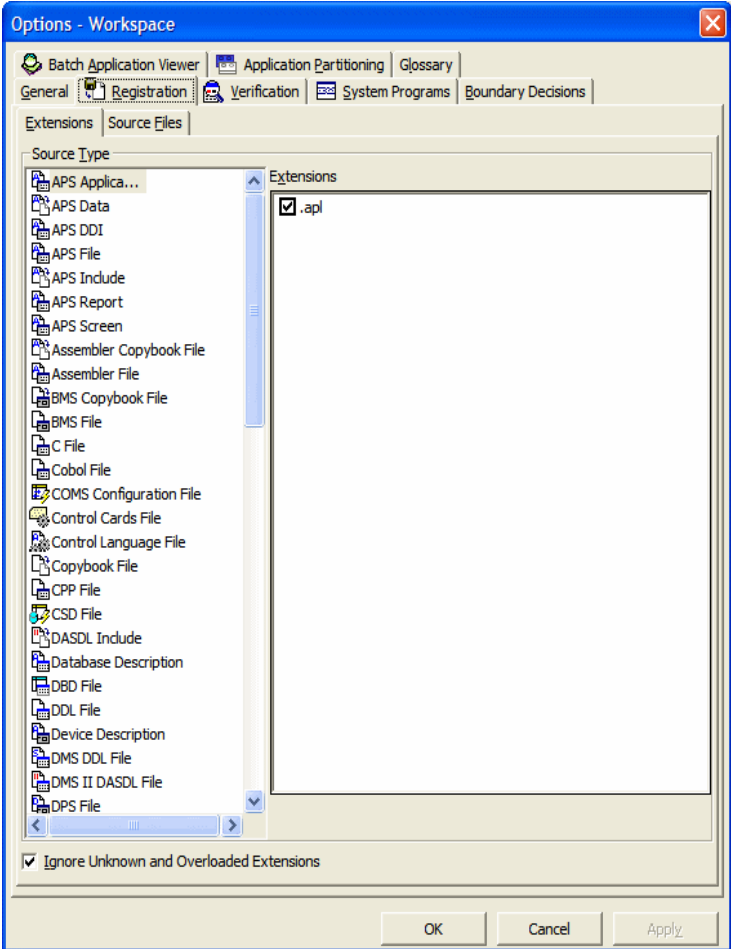 Options - Workspace
Batch Application Viewer Application Partitioning Glossary
General Registration Verification System Programs Boundary Decisions
Extensions Source Files
Source Type
Extensions
APS Applica...
.apl
APS Data
APS DDI
APS File
APS Include
APS Report
APS Screen
Assembler Copybook File
Assembler File
BMS Copybook File
BMS File
C File
Cobol File
COMS Configuration File
Control Cards File
Control Language File
Copybook File
CPP File
CSD File
DASDL Include
Database Description
DBD File
DDL File
Device Description
DMS DDL File
DMS II DASDL File
DPS File
Ignore Unknown and Overloaded Extensions
OK Cancel Apply